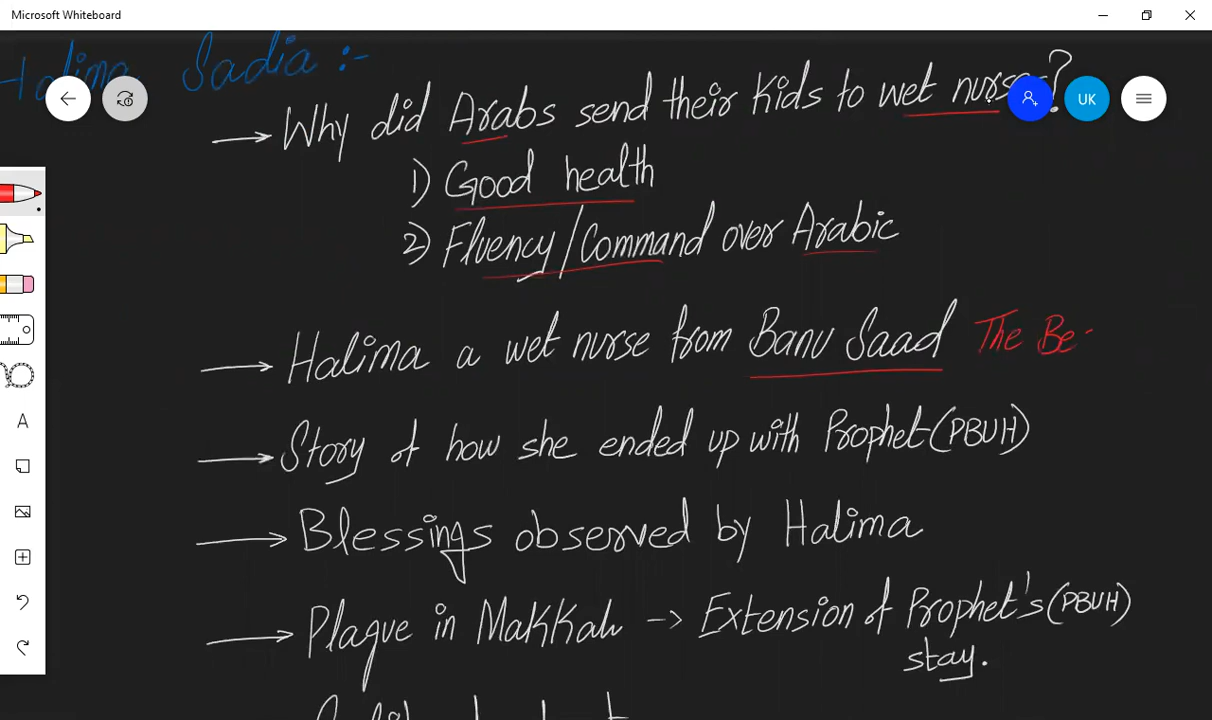 Microsoft Whiteboard
Halima Sadia :-
→ Why did Arabs send their Kids to wet nurse?
1) Good health
2) Fluency/Command over Arabic
→ Halima a wet nurse from Banu Saad The Be
→ Story of how she ended up with Prophet (PBUH)
→ Blessings observed by Halima
→ Plague in Makkah → Extension of Prophet's (PBUH)
stay.
UK
A